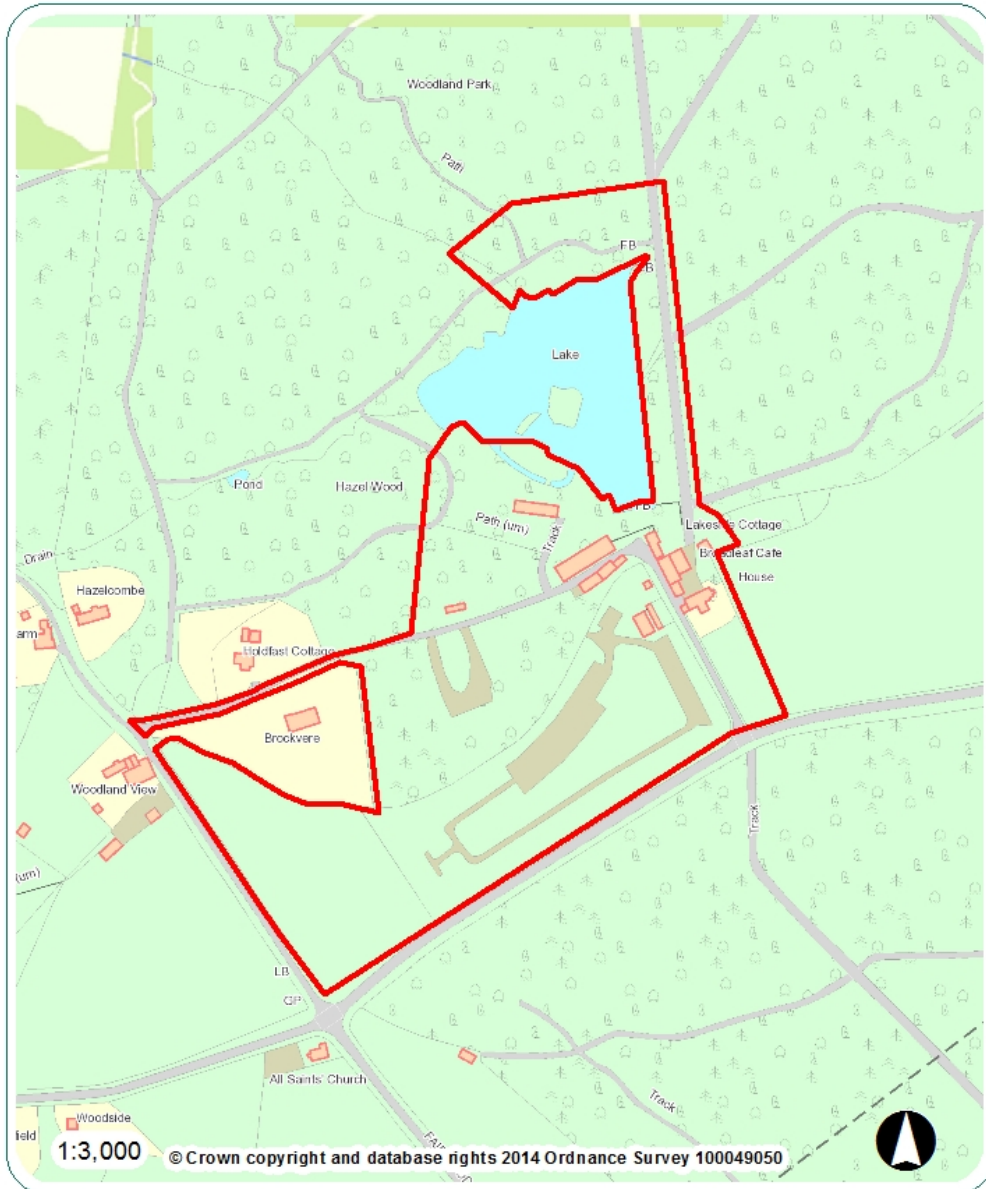 Woodland Park
Path
FB
B
Lake
Pond
Hazel Wood
Path (um)
Track
Lakeside Cottage
Broadleaf Cafe
House
Drain
Hazelcombe
arm
Holdfast Cottage
Brockvere
Woodland View
Track
(um)
LB
GP
All Saints' Church
Track
Woodside
ield
1:3,000
© Crown copyright and database rights 2014 Ordnance Survey 100049050